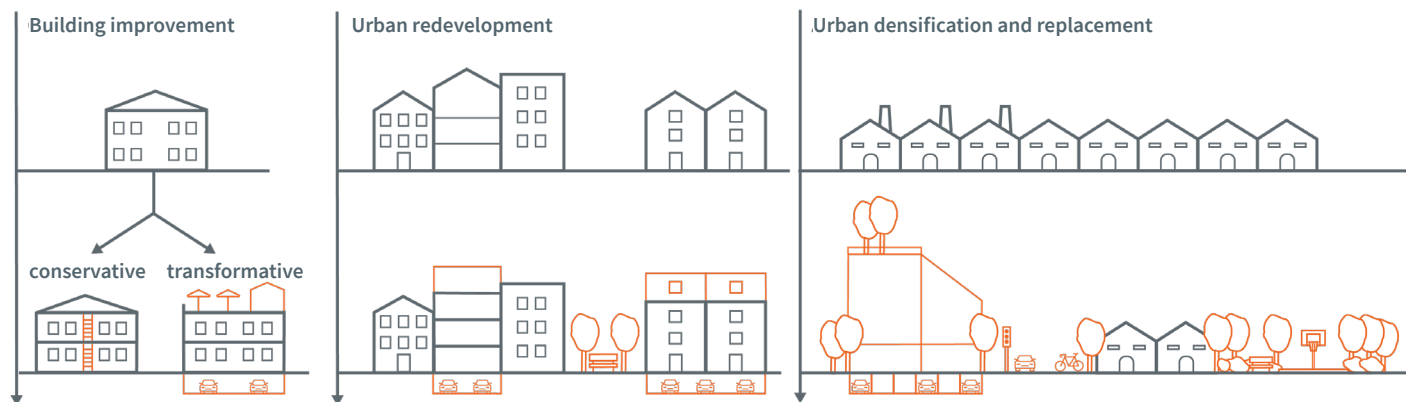 Building improvement
Urban redevelopment
Urban densification and replacement
conservative
transformative